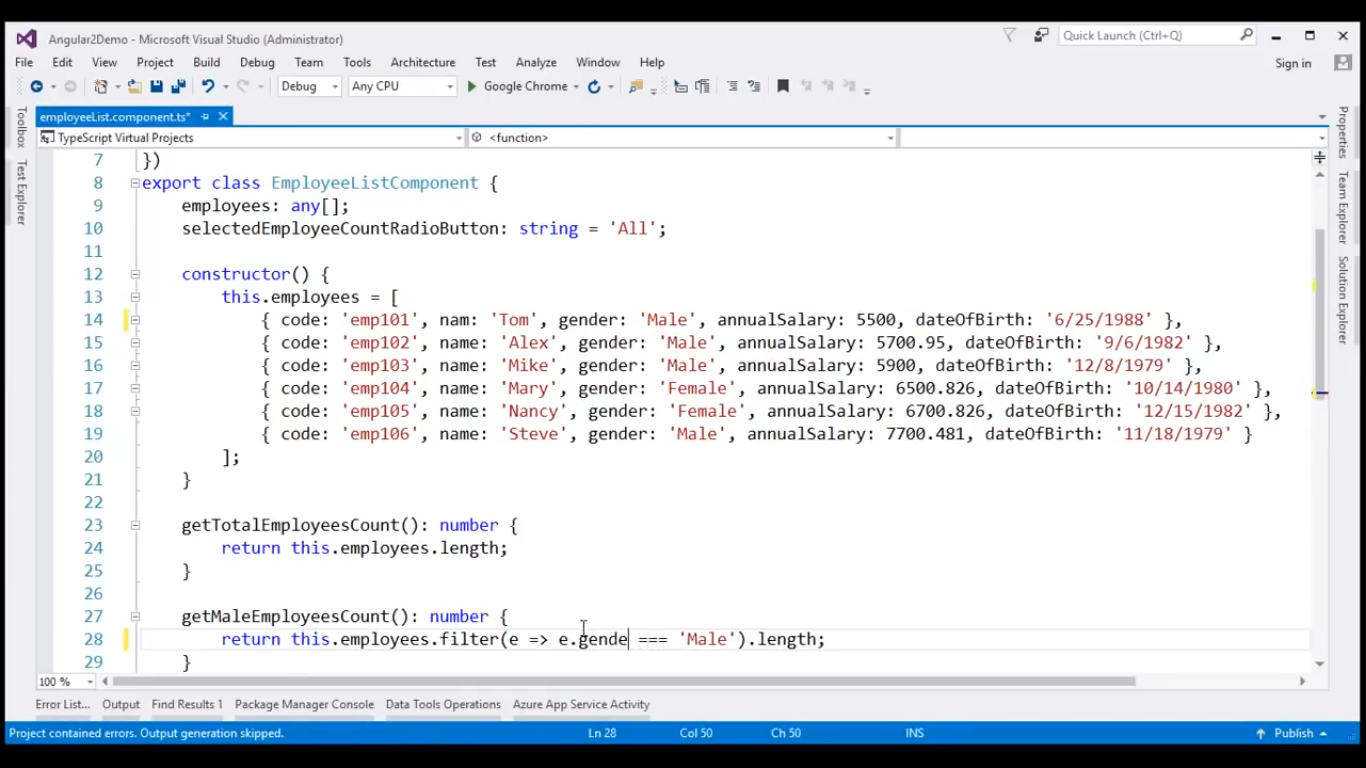 Angular2Demo - Microsoft Visual Studio (Administrator)
Quick Launch (Ctrl+Q)
File Edit View Project Build Debug Team Tools Architecture Test Analyze Window Help
Sign in
Debug Any CPU Google Chrome
employeeList.component.ts*
TypeScript Virtual Projects <function>
Toolbox
Test Explorer
Properties
Team Explorer
Solution Explorer
7 })
8 export class EmployeeListComponent {
9 employees: any[];
10 selectedEmployeeCountRadioButton: string = 'All';
11
12 constructor() {
13 this.employees = [
14 { code: 'emp101', nam: 'Tom', gender: 'Male', annualSalary: 5500, dateOfBirth: '6/25/1988' },
15 { code: 'emp102', name: 'Alex', gender: 'Male', annualSalary: 5700.95, dateOfBirth: '9/6/1982' },
16 { code: 'emp103', name: 'Mike', gender: 'Male', annualSalary: 5900, dateOfBirth: '12/8/1979' },
17 { code: 'emp104', name: 'Mary', gender: 'Female', annualSalary: 6500.826, dateOfBirth: '10/14/1980' },
18 { code: 'emp105', name: 'Nancy', gender: 'Female', annualSalary: 6700.826, dateOfBirth: '12/15/1982' },
19 { code: 'emp106', name: 'Steve', gender: 'Male', annualSalary: 7700.481, dateOfBirth: '11/18/1979' }
20 ];
21 }
22
23 getTotalEmployeesCount(): number {
24 return this.employees.length;
25 }
26
27 getMaleEmployeesCount(): number {
28 return this.employees.filter(e => e.gende === 'Male').length;
29 }
100 %
Error List... Output Find Results 1 Package Manager Console Data Tools Operations Azure App Service Activity
Project contained errors. Output generation skipped. Ln 28 Col 50 Ch 50 INS Publish